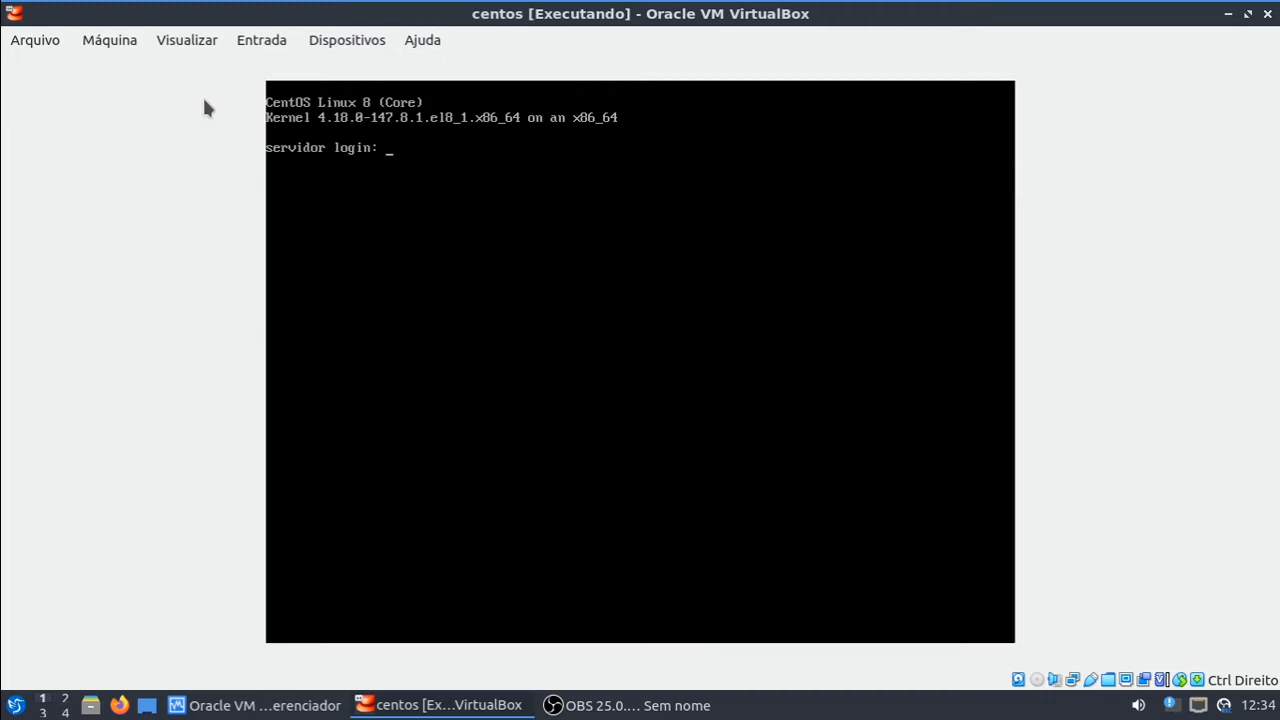 centos [Executando] - Oracle VM VirtualBox
Arquivo Máquina Visualizar Entrada Dispositivos Ajuda
CentOS Linux 8 (Core)
Kernel 4.18.0-147.8.1.el8_1.x86_64 on an x86_64
servidor login: _
Ctrl Direito
1 2
3 4
Oracle VM ...erenciador
centos [Ex...VirtualBox
OBS 25.0.... Sem nome
12:34